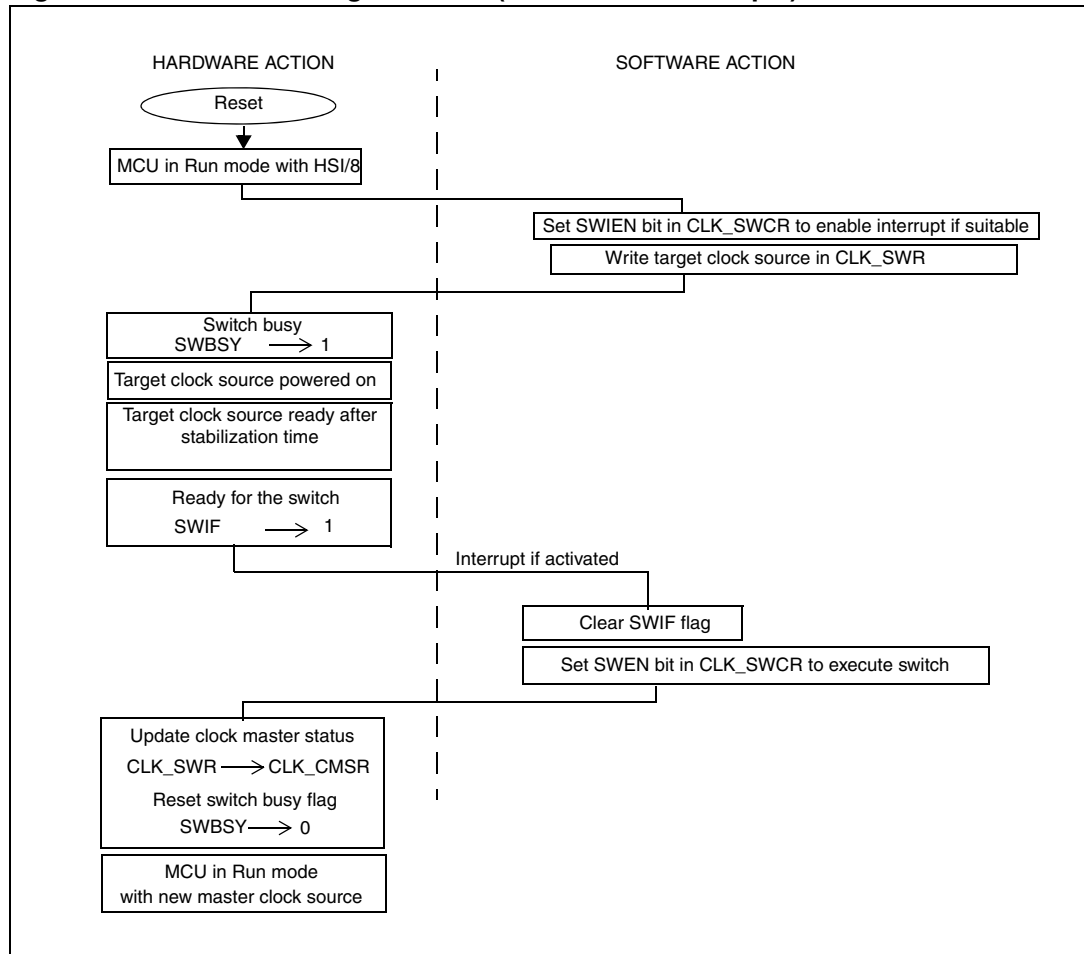 HARDWARE ACTION
SOFTWARE ACTION
Reset
MCU in Run mode with HSI/8
Set SWIEN bit in CLK_SWCR to enable interrupt if suitable
Write target clock source in CLK_SWR
Switch busy
SWBSY → 1
Target clock source powered on
Target clock source ready after
stabilization time
Ready for the switch
SWIF → 1
Interrupt if activated
Clear SWIF flag
Set SWEN bit in CLK_SWCR to execute switch
Update clock master status
CLK_SWR → CLK_CMSR
Reset switch busy flag
SWBSY → 0
MCU in Run mode
with new master clock source